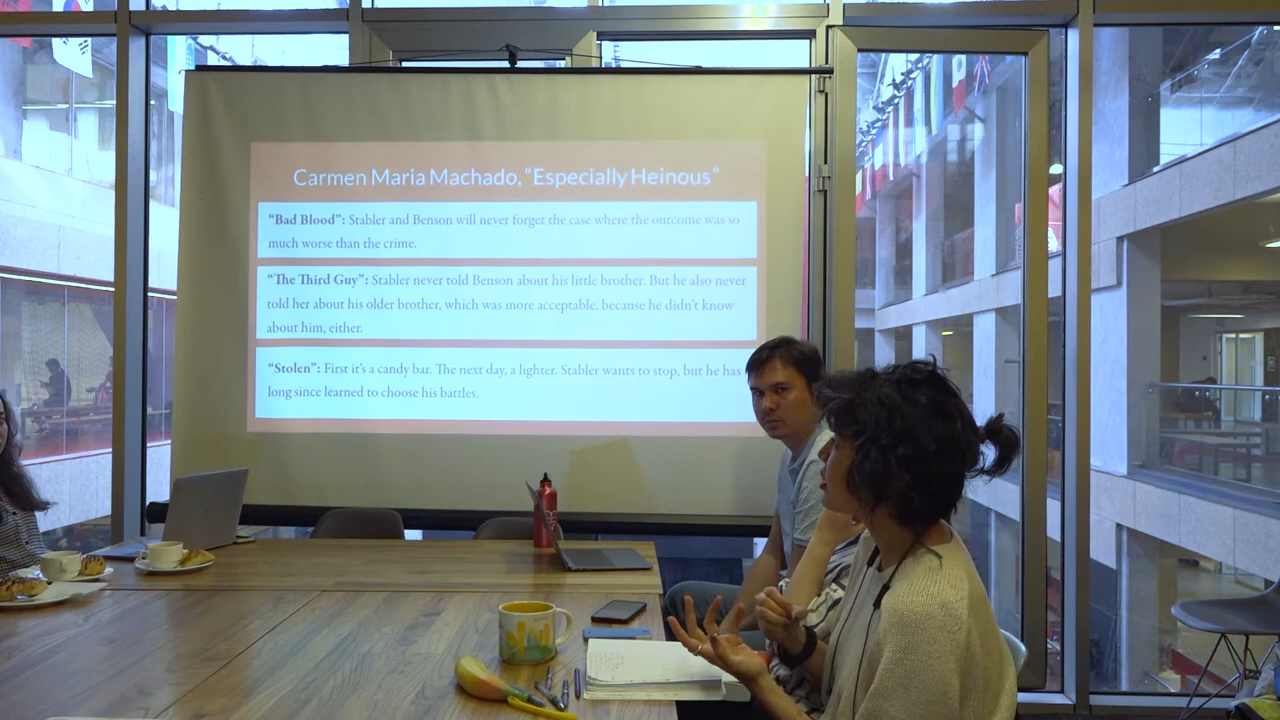 Carmen Maria Machado, “Especially Heinous”
“Bad Blood”: Stabler and Benson will never forget the case where the outcome was so
much worse than the crime.
“The Third Guy”: Stabler never told Benson about his little brother. But he also never
told her about his older brother, which was more acceptable, because he didn’t know
about him, either.
“Stolen”: First it’s a candy bar. The next day, a lighter. Stabler wants to stop, but he has
long since learned to choose his battles.